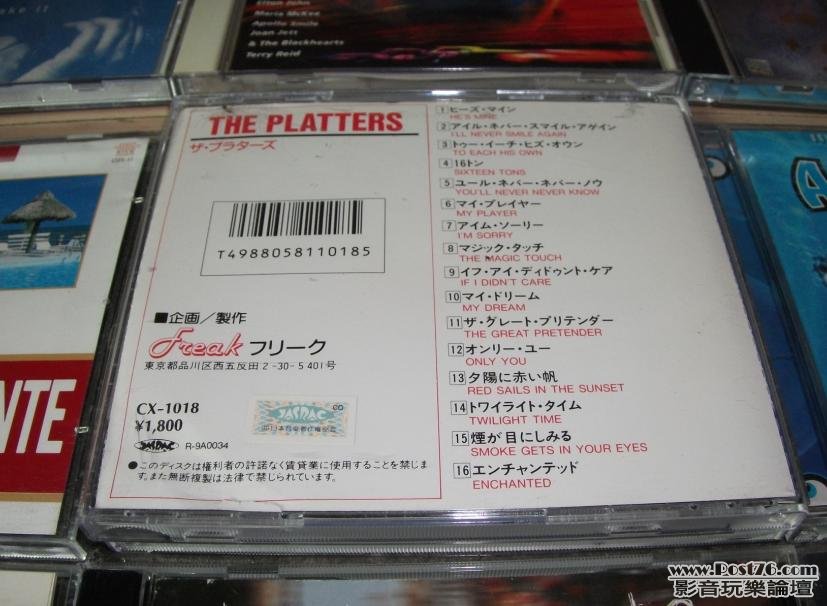 Elton John
Maria McKee
Apollo Smile
Joan Jett
& The Blackhearts
Terry Reid
THE PLATTERS
ザ・プラターズ
T4988058110185
■企画/製作
Freak フリーク
東京都品川区西五反田2-30-5 401号
CX-1018
¥1,800
JASRAC R-9A0034
JASRAC
●このディスクは権利者の許諾なく賃貸業に使用することを禁じま
す。また無断複製は法律で禁じられています。
1 ヒーズ・マイン
HE'S MINE
2 アイル・ネバー・スマイル・アゲイン
I'LL NEVER SMILE AGAIN
3 トゥー・イーチ・ヒズ・オウン
TO EACH HIS OWN
4 16トン
SIXTEEN TONS
5 ユール・ネバー・ネバー・ノウ
YOU'LL NEVER NEVER KNOW
6 マイ・プレイヤー
MY PLAYER
7 アイム・ソーリー
I'M SORRY
8 マジック・タッチ
THE MAGIC TOUCH
9 イフ・アイ・ディドゥント・ケア
IF I DIDN'T CARE
10 マイ・ドリーム
MY DREAM
11 ザ・グレート・プリテンダー
THE GREAT PRETENDER
12 オンリー・ユー
ONLY YOU
13 夕陽に赤い帆
RED SAILS IN THE SUNSET
14 トワイライト・タイム
TWILIGHT TIME
15 煙が目にしみる
SMOKE GETS IN YOUR EYES
16 エンチャンテッド
ENCHANTED
NTE
www.Post76.com
影音玩樂論壇